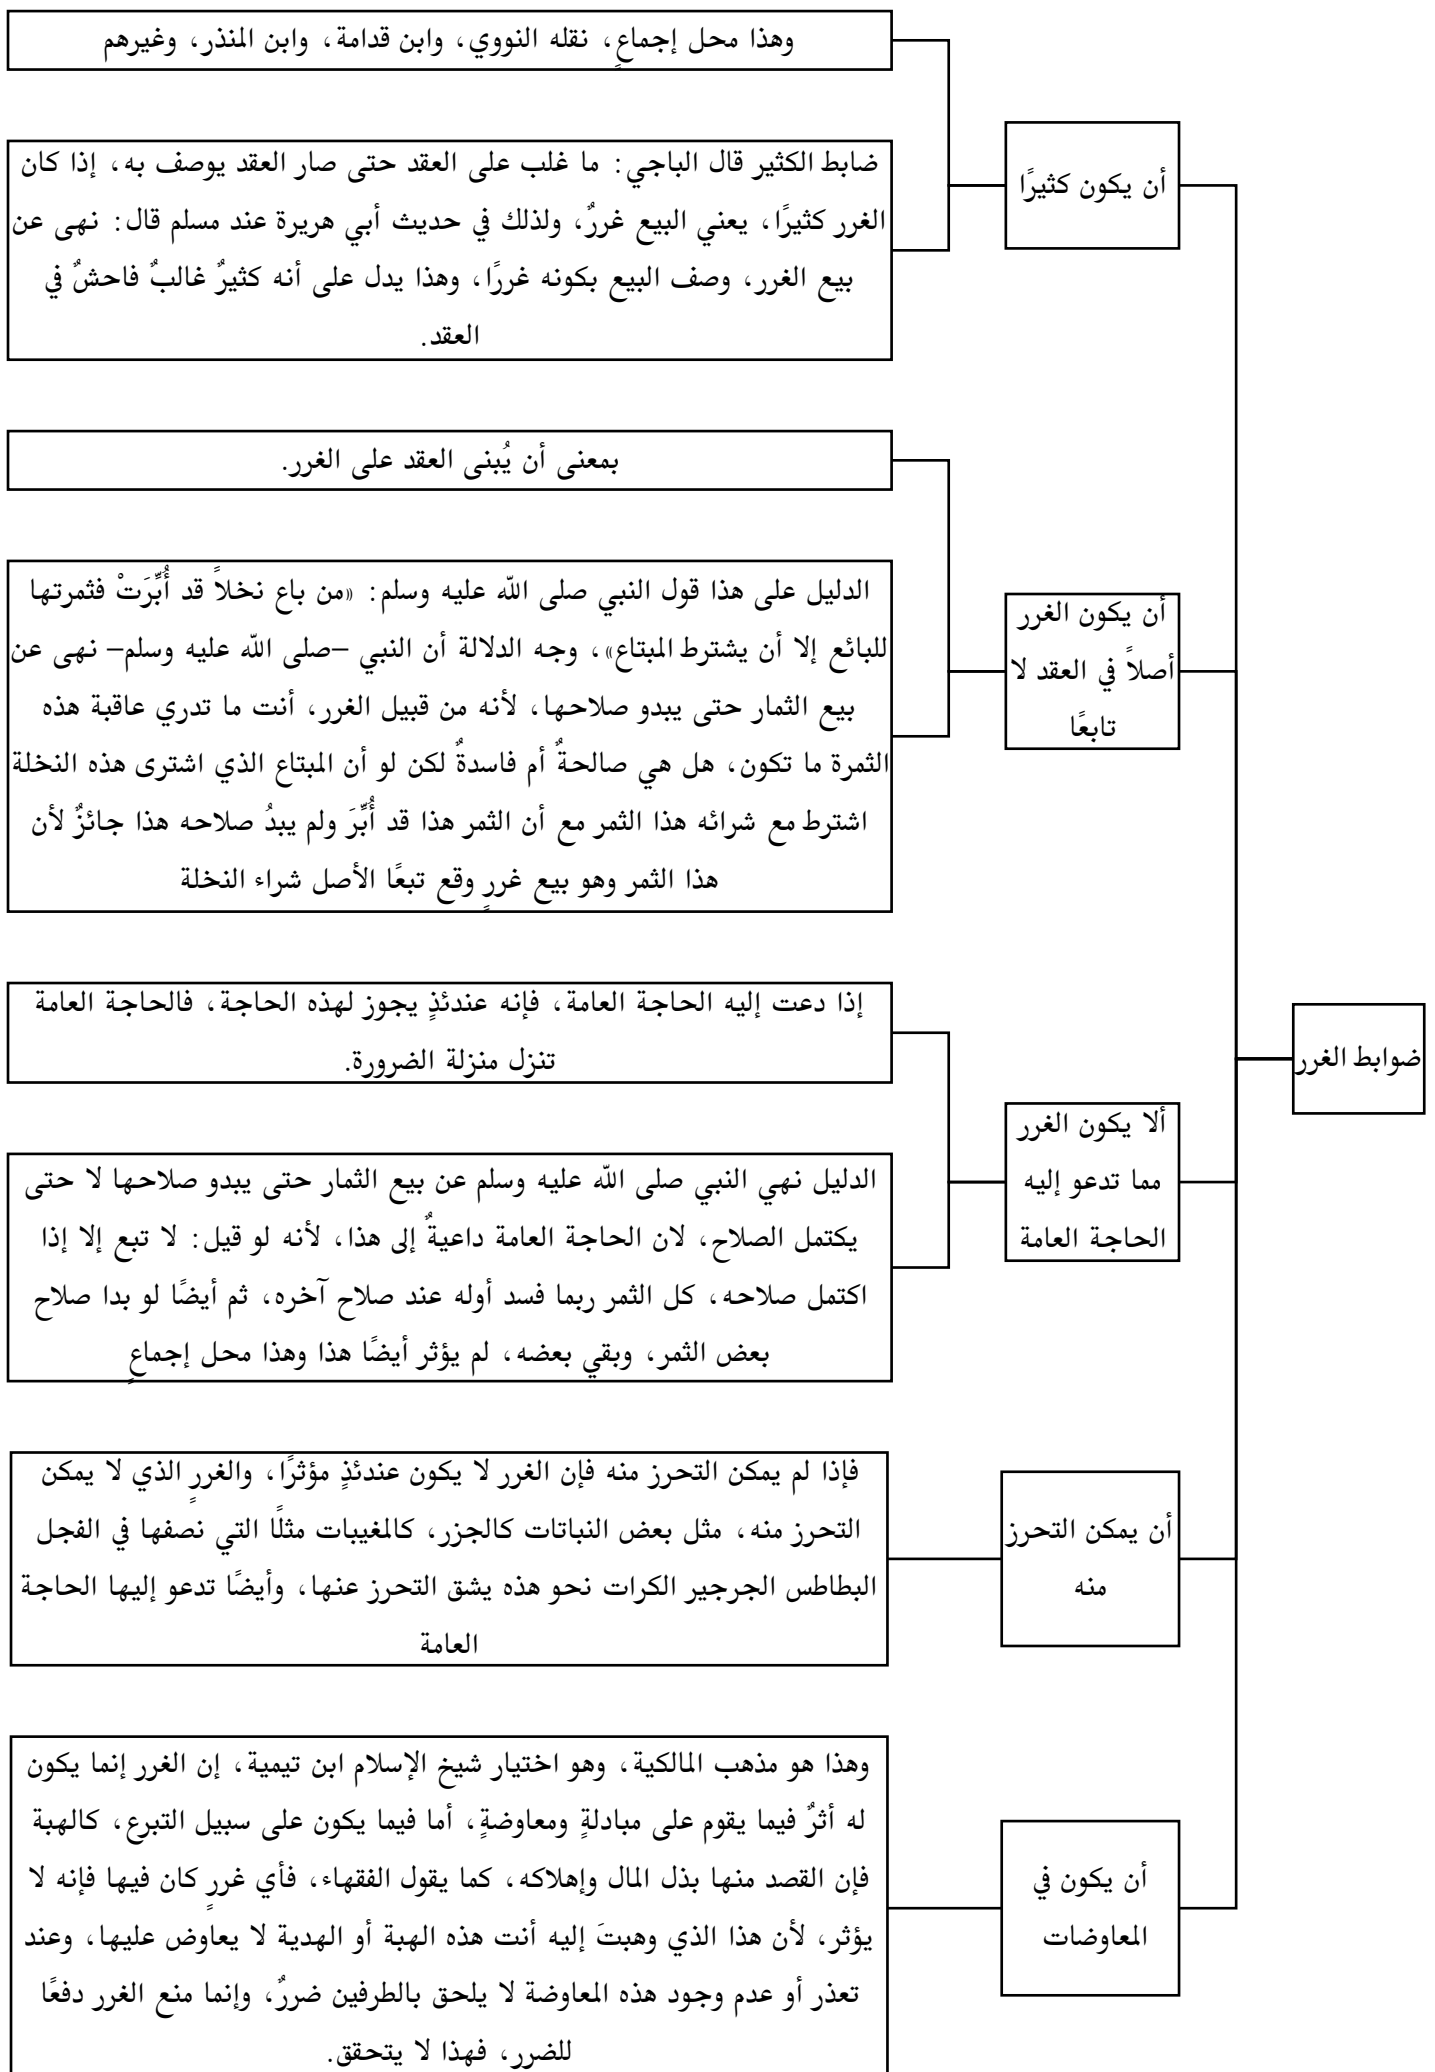 ضوابط الغرر
أن يكون كثيرًا
وهذا محل إجماعٍ، نقله النووي، وابن قدامة، وابن المنذر، وغيرهم
ضابط الكثير قال الباجي: ما غلب على العقد حتى صار العقد يوصف به، إذا كان
الغرر كثيرًا، يعني البيع غررٌ، ولذلك في حديث أبي هريرة عند مسلم قال: نهى عن
بيع الغرر، وصف البيع بكونه غررًا، وهذا يدل على أنه كثيرٌ غالبٌ فاحشٌ في
العقد.
أن يكون الغرر
أصلاً في العقد لا
تابعًا
بمعنى أن يُبنى العقد على الغرر.
الدليل على هذا قول النبي صلى الله عليه وسلم: «من باع نخلاً قد أُبِّرَتْ فثمرتها
للبائع إلا أن يشترط المبتاع»، وجه الدلالة أن النبي –صلى الله عليه وسلم– نهى عن
بيع الثمار حتى يبدو صلاحها، لأنه من قبيل الغرر، أنت ما تدري عاقبة هذه
الثمرة ما تكون، هل هي صالحةٌ أم فاسدةٌ لكن لو أن المبتاع الذي اشترى هذه النخلة
اشترط مع شرائه هذا الثمر مع أن الثمر هذا قد أُبِّرَ ولم يبدُ صلاحه هذا جائزٌ لأن
هذا الثمر وهو بيع غررٍ وقع تبعًا الأصل شراء النخلة
ألا يكون الغرر
مما تدعو إليه
الحاجة العامة
إذا دعت إليه الحاجة العامة، فإنه عندئذٍ يجوز لهذه الحاجة، فالحاجة العامة
تنزل منزلة الضرورة.
الدليل نهي النبي صلى الله عليه وسلم عن بيع الثمار حتى يبدو صلاحها لا حتى
يكتمل الصلاح، لان الحاجة العامة داعيةٌ إلى هذا، لأنه لو قيل: لا تبع إلا إذا
اكتمل صلاحه، كل الثمر ربما فسد أوله عند صلاح آخره، ثم أيضًا لو بدا صلاح
بعض الثمر، وبقي بعضه، لم يؤثر أيضًا هذا وهذا محل إجماعٍ
أن يمكن التحرز
منه
فإذا لم يمكن التحرز منه فإن الغرر لا يكون عندئذٍ مؤثرًا، والغررٍ الذي لا يمكن
التحرز منه، مثل بعض النباتات كالجزر، كالمغيبات مثلًا التي نصفها في الفجل
البطاطس الجرجير الكرات نحو هذه يشق التحرز عنها، وأيضًا تدعو إليها الحاجة
العامة
أن يكون في
المعاوضات
وهذا هو مذهب المالكية، وهو اختيار شيخ الإسلام ابن تيمية، إن الغرر إنما يكون
له أثرٌ فيما يقوم على مبادلةٍ ومعاوضةٍ، أما فيما يكون على سبيل التبرع، كالهبة
فإن القصد منها بذل المال وإهلاكه، كما يقول الفقهاء، فأي غررٍ كان فيها فإنه لا
يؤثر، لأن هذا الذي وهبتَ إليه أنت هذه الهبة أو الهدية لا يعاوض عليها، وعند
تعذر أو عدم وجود هذه المعاوضة لا يلحق بالطرفين ضررٌ، وإنما منع الغرر دفعًا
للضرر، فهذا لا يتحقق.